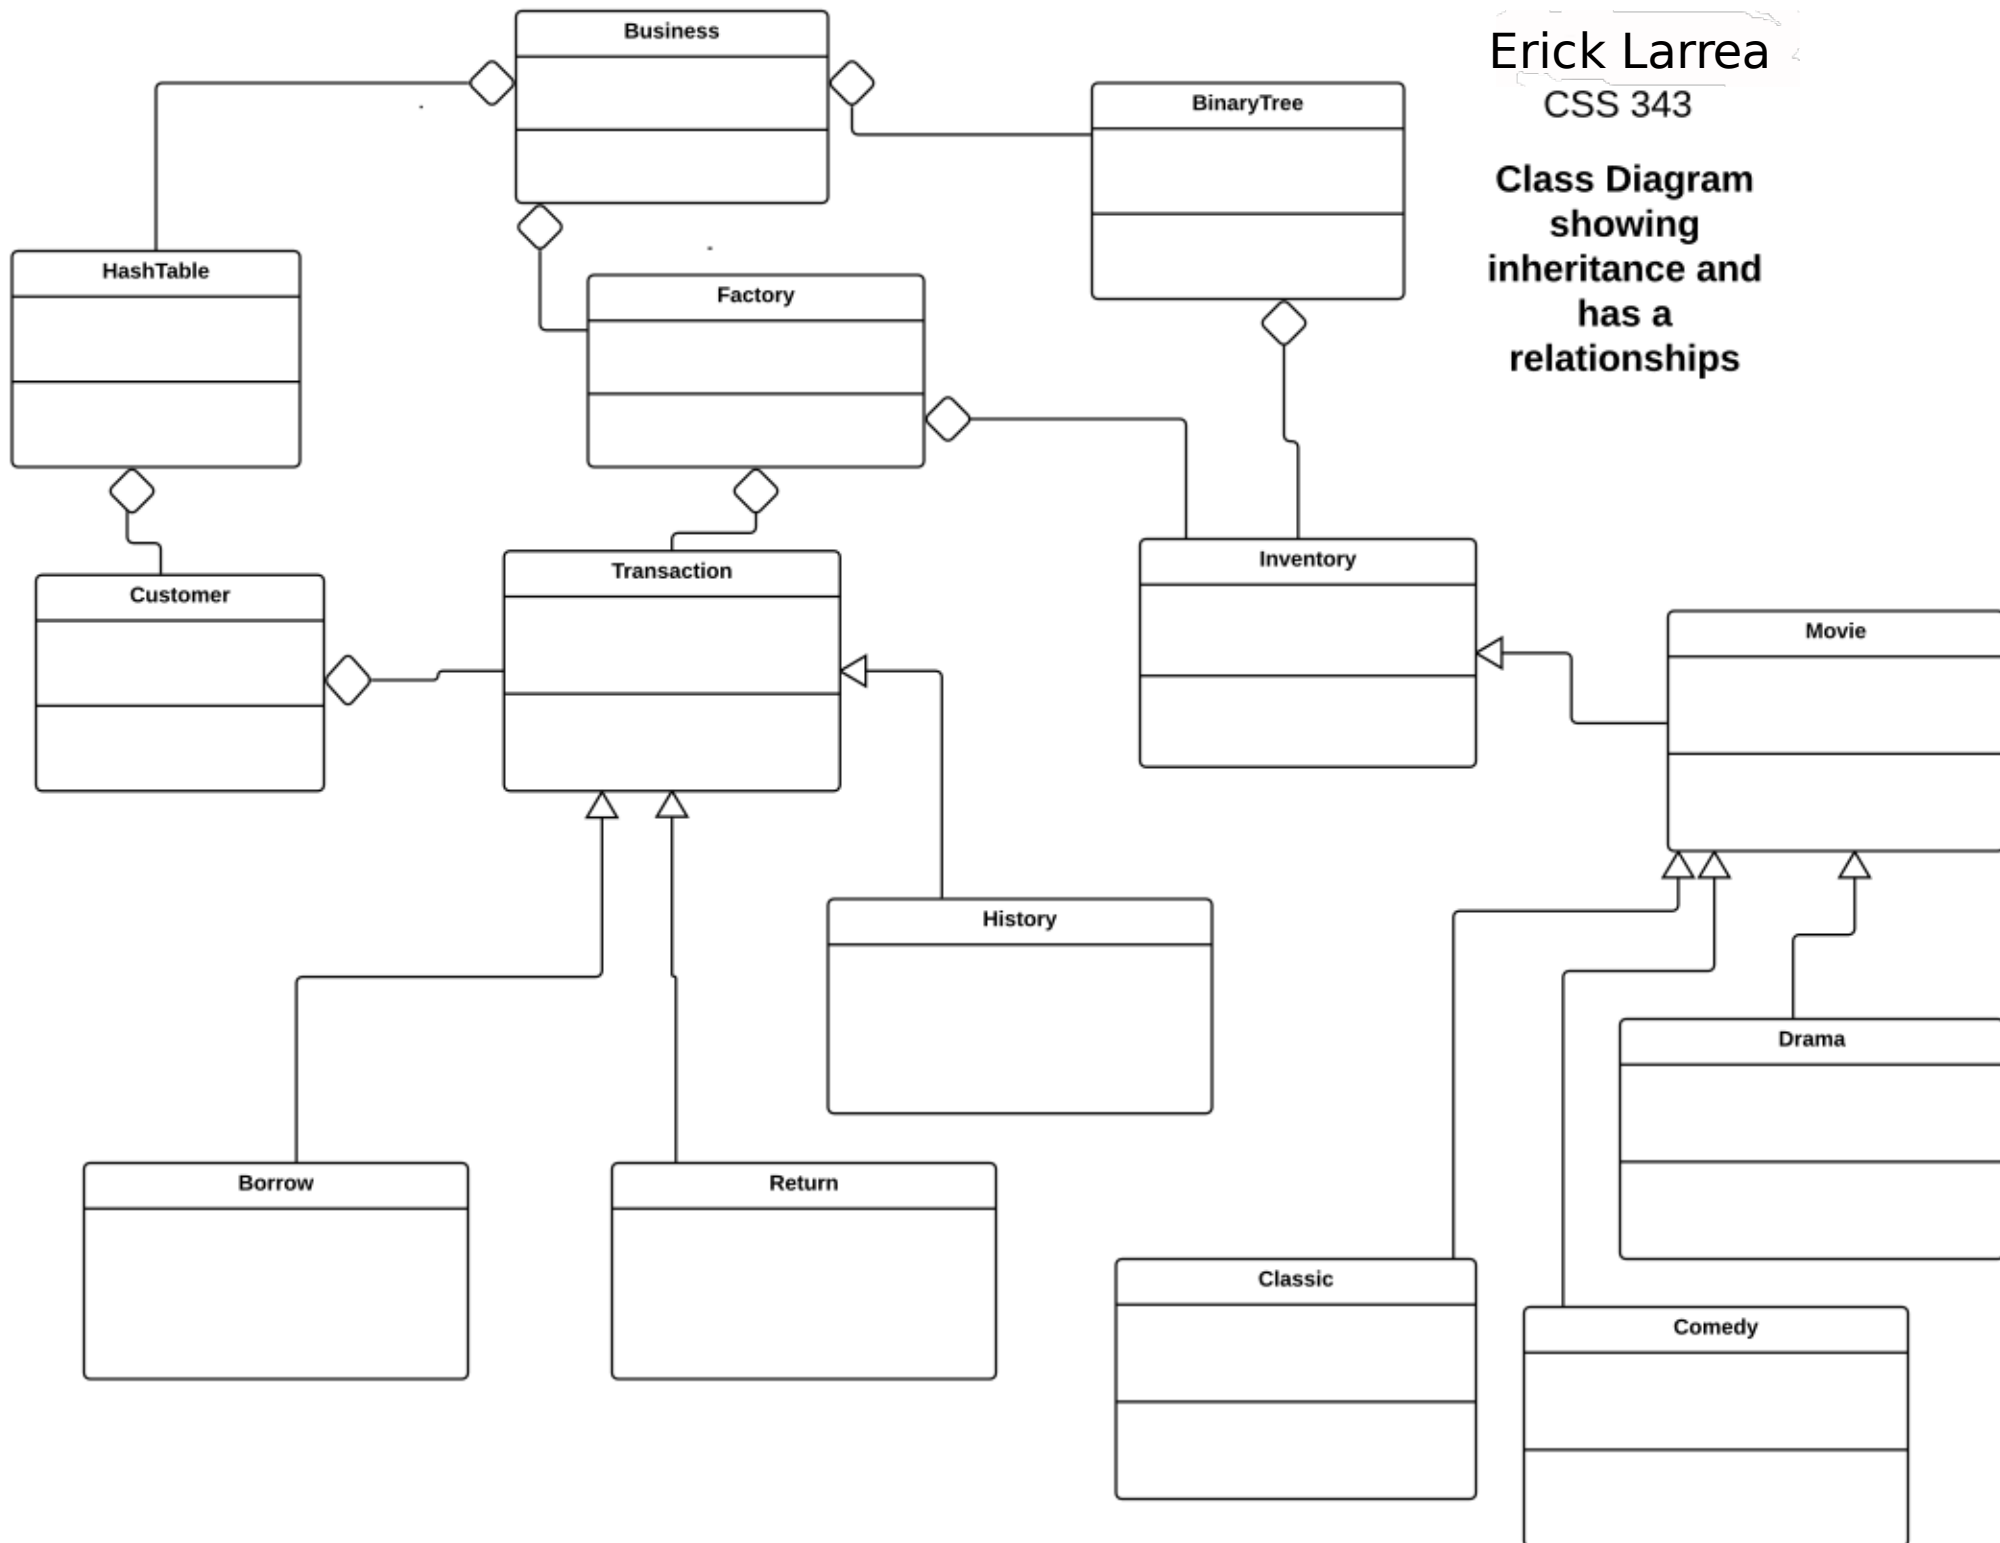 Business
Erick Larrea
CSS 343
BinaryTree
Class Diagram
showing
inheritance and
has a
relationships
HashTable
Factory
Transaction
Inventory
Customer
Movie
History
Drama
Borrow
Return
Classic
Comedy